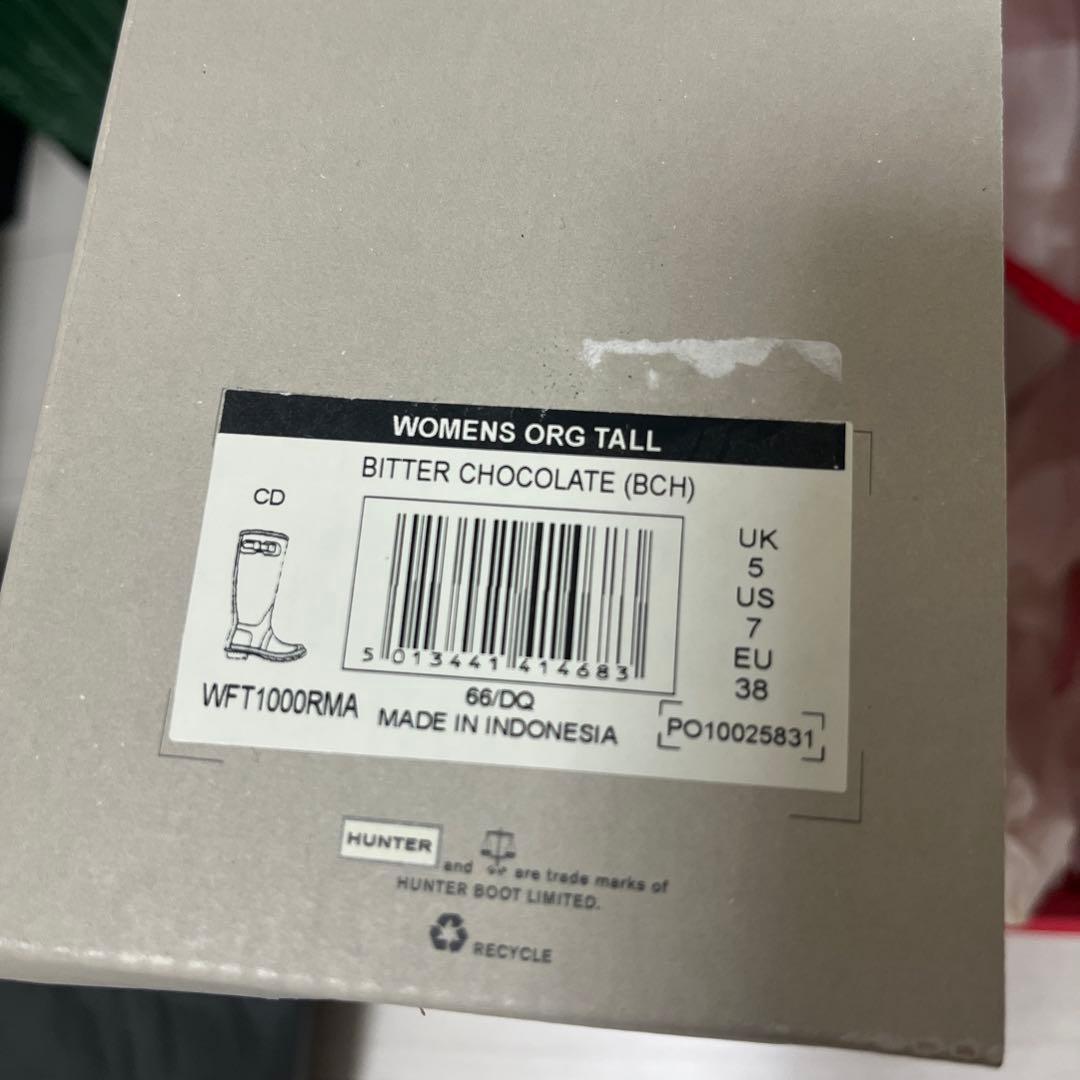 WOMENS ORG TALL
BITTER CHOCOLATE (BCH)
CD
5 013441 414683
UK
5
US
7
EU
38
WFT1000RMA
66/DQ
MADE IN INDONESIA
PO10025831
HUNTER and are trade marks of
HUNTER BOOT LIMITED.
RECYCLE